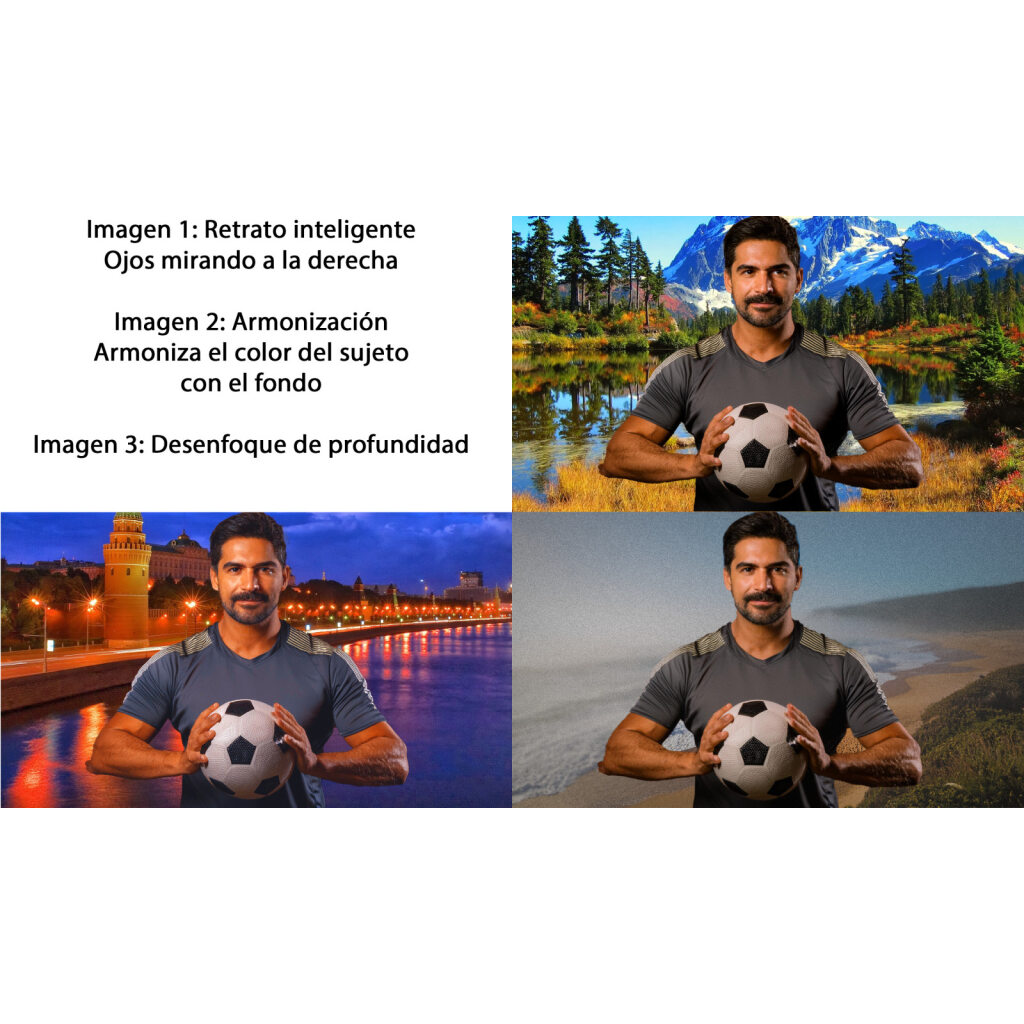 Imagen 1: Retrato inteligente
Ojos mirando a la derecha
Imagen 2: Armonización
Armoniza el color del sujeto
con el fondo
Imagen 3: Desenfoque de profundidad